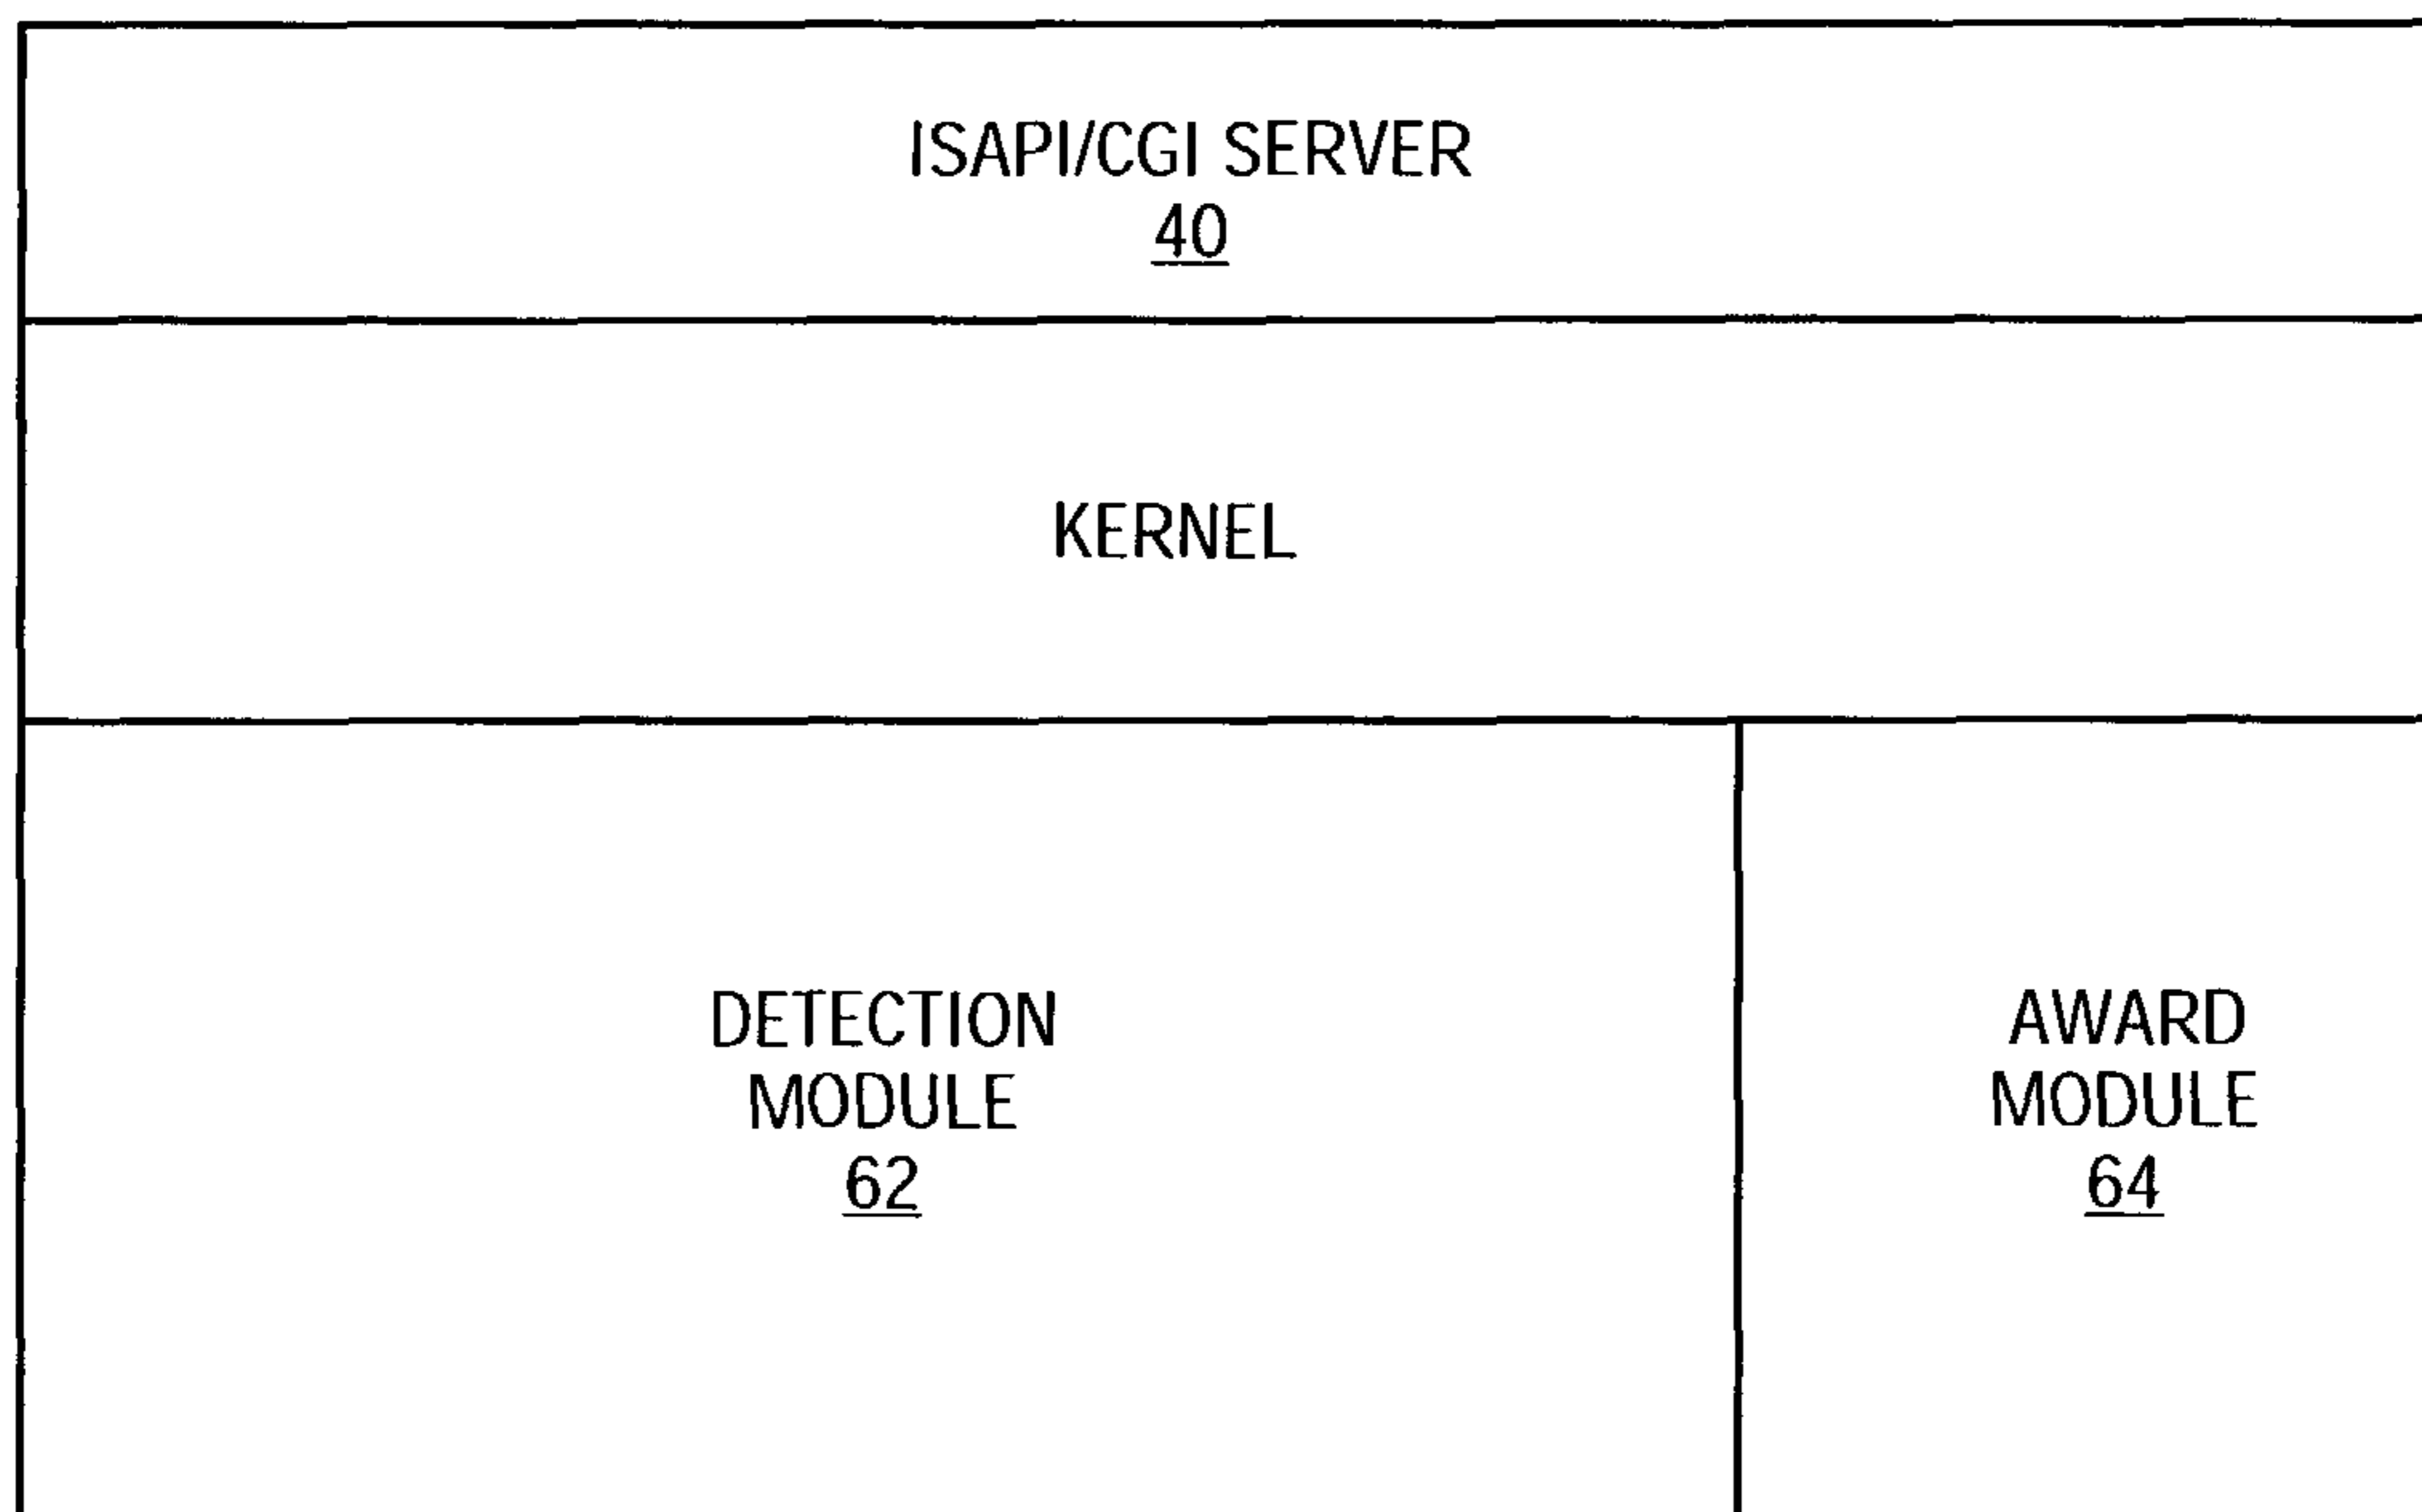 ISAPI/CGI SERVER
40
KERNEL
DETECTION
MODULE
62
AWARD
MODULE
64